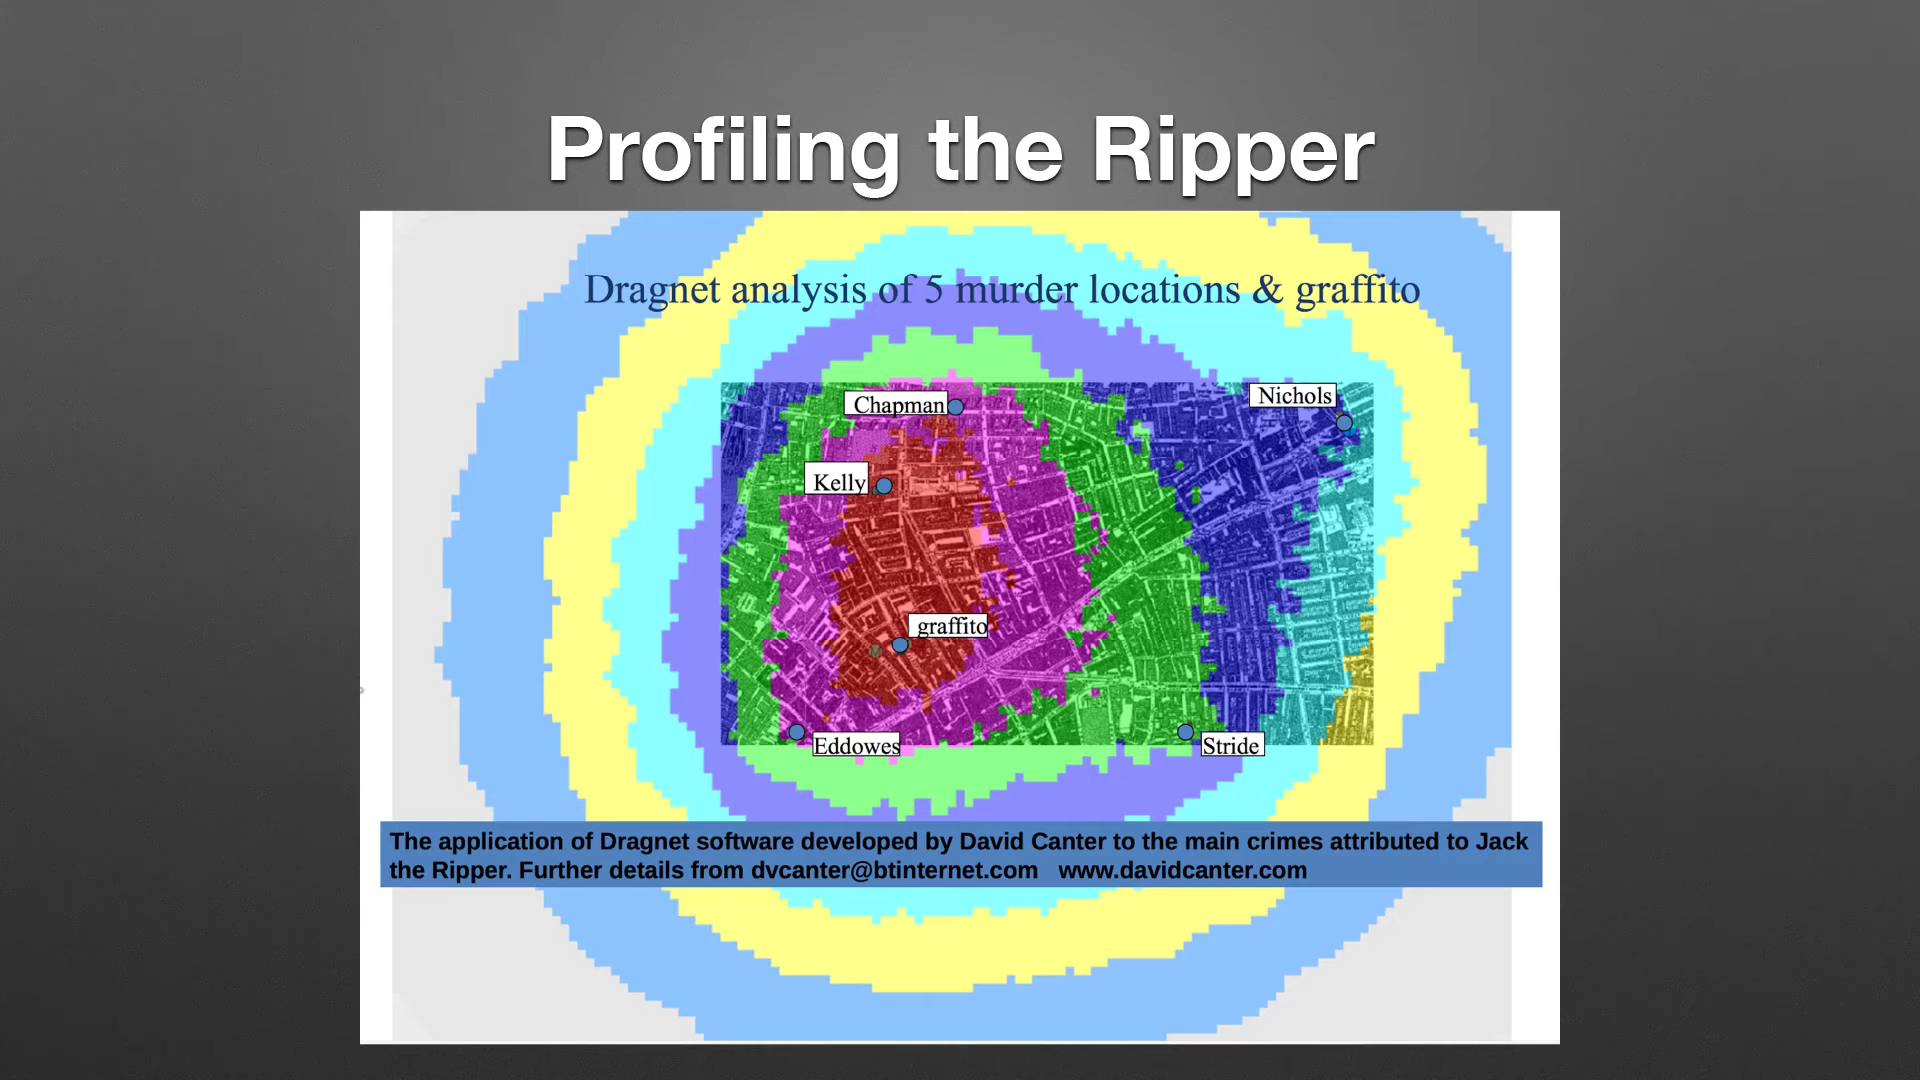 Profiling the Ripper
Dragnet analysis of 5 murder locations & graffito
Nichols
Chapman
Kelly
graffito
Eddowes
Stride
The application of Dragnet software developed by David Canter to the main crimes attributed to Jack
the Ripper. Further details from dvcanter@btinternet.com www.davidcanter.com